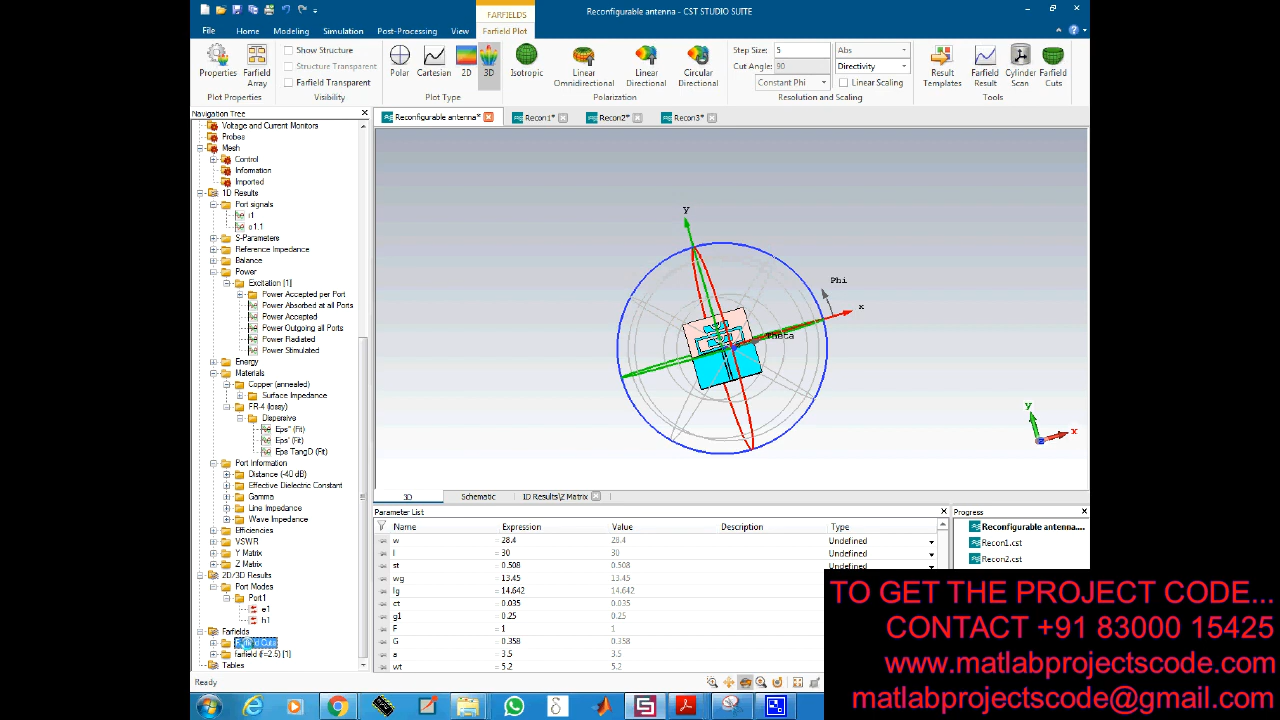 FARFIELDS
Reconfigurable antenna - CST STUDIO SUITE
File Home Modeling Simulation Post-Processing View Farfield Plot
Properties
Farfield Array
Show Structure
Structure Transparent
Farfield Transparent
Polar
Cartesian
2D
3D
Isotropic
Linear Omnidirectional
Linear Directional
Circular Directional
Step Size: 5 Abs
Cut Angle: 90 Directivity
Constant Phi Linear Scaling
Result Templates
Farfield Result
Cylinder Scan
Farfield Cuts
Plot Properties Visibility Plot Type Polarization Resolution and Scaling Tools
Navigation Tree
Reconfigurable antenna* Recon1* Recon2* Recon3*
Voltage and Current Monitors
Probes
Mesh
Control
Information
Imported
1D Results
Port signals
i1
o1.1
S-Parameters
Reference Impedance
Balance
Power
Excitation [1]
Power Accepted per Port
Power Absorbed at all Ports
Power Accepted
Power Outgoing all Ports
Power Radiated
Power Stimulated
Energy
Materials
Copper (annealed)
Surface Impedance
FR-4 (lossy)
Dispersive
Eps'' (Fit)
Eps' (Fit)
Eps TangD (Fit)
Port Information
Distance (-40 dB)
Effective Dielectric Constant
Gamma
Line Impedance
Wave Impedance
Efficiencies
VSWR
Y Matrix
Z Matrix
2D/3D Results
Port Modes
Port1
e1
h1
Farfields
farfield (f=2.5) [1]
Tables
y
Phi
x
Theta
y
x
3D Schematic 1D Results\Z Matrix
Parameter List
Name Expression Value Description Type
w = 28.4 28.4 Undefined
l = 30 30 Undefined
st = 0.508 0.508 Undefined
wg = 13.45 13.45
lg = 14.642 14.642
ct = 0.035 0.035
g1 = 0.25 0.25
F = 1 1
G = 0.358 0.358
a = 3.5 3.5
wt = 5.2 5.2
Progress
Reconfigurable antenna....
Recon1.cst
Recon2.cst
Ready
TO GET THE PROJECT CODE...
CONTACT +91 83000 15425
www.matlabprojectscode.com
matlabprojectscode@gmail.com